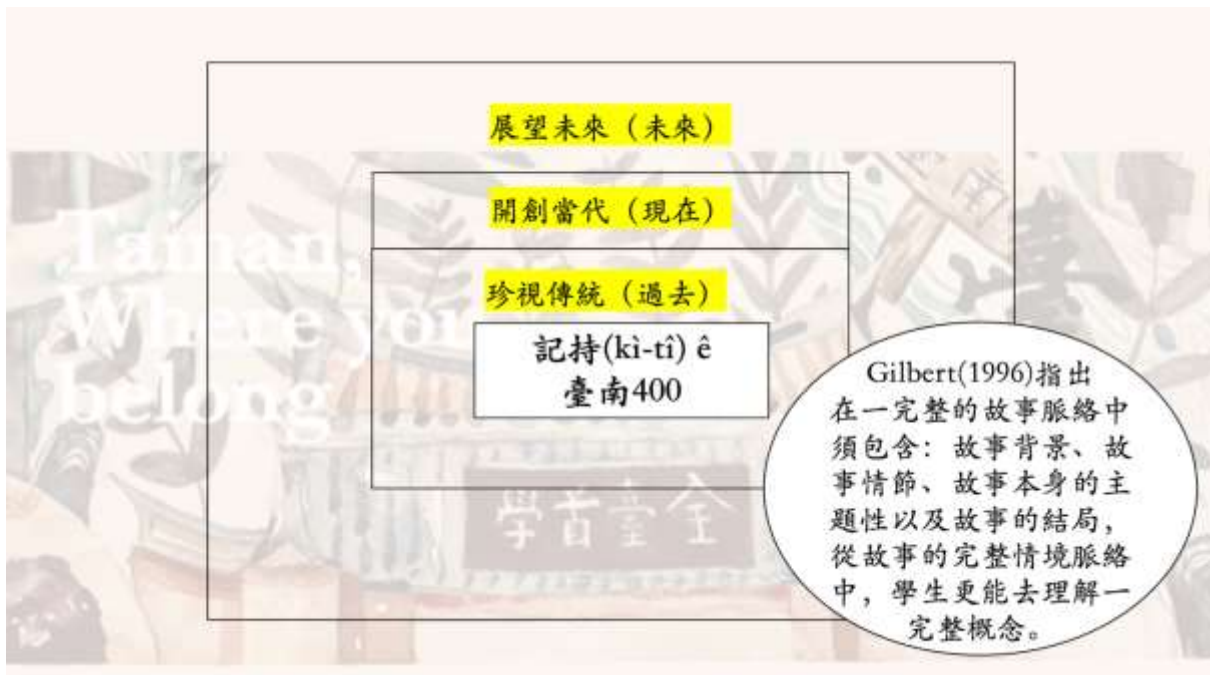 展望未來（未來）
開創當代（現在）
珍視傳統（過去）
記持(kì-tî) ê
臺南400
Gilbert(1996)指出
在一完整的故事脈絡中
須包含：故事背景、故
事情節、故事本身的主
題性以及故事的結局，
從故事的完整情境脈絡
中，學生更能去理解一
完整概念。
Tainan,
Where you
belong
學首臺全